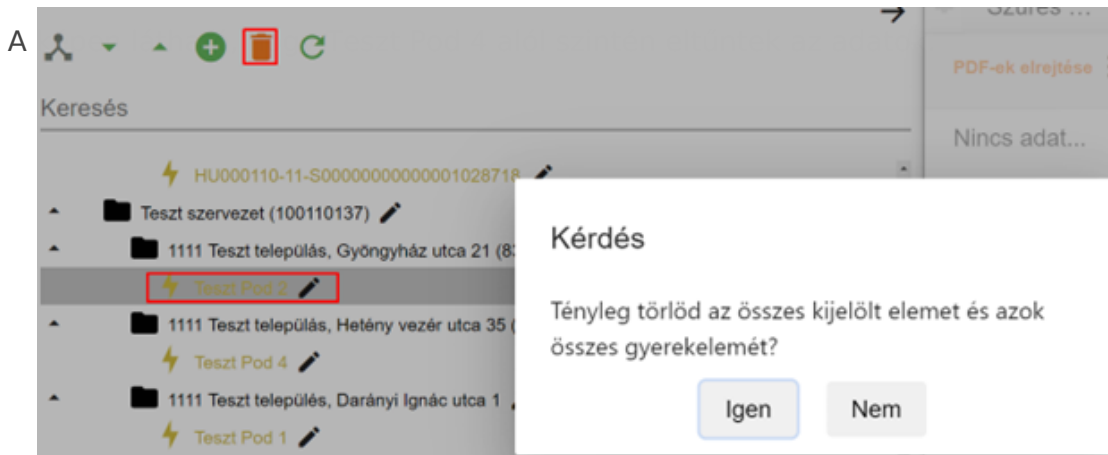 A
Szűrés ...
PDF-ek elrejtése
Keresés
Nincs adat...
HU000110-11-S00000000000001028718
Teszt szervezet (100110137)
1111 Teszt település, Gyöngyház utca 21 (8
Teszt Pod 2
1111 Teszt település, Hetény vezér utca 35 (
Teszt Pod 4
1111 Teszt település, Darányi Ignác utca 1
Teszt Pod 1
Kérdés
Tényleg törlöd az összes kijelölt elemet és azok
összes gyerekelemét?
Igen
Nem